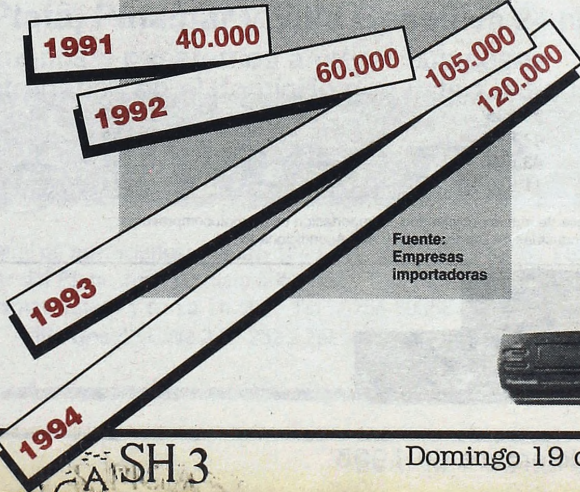 1991 40.000
1992 60.000
1993 105.000
1994 120.000
Fuente:
Empresas
importadoras
SH 3
Domingo 19